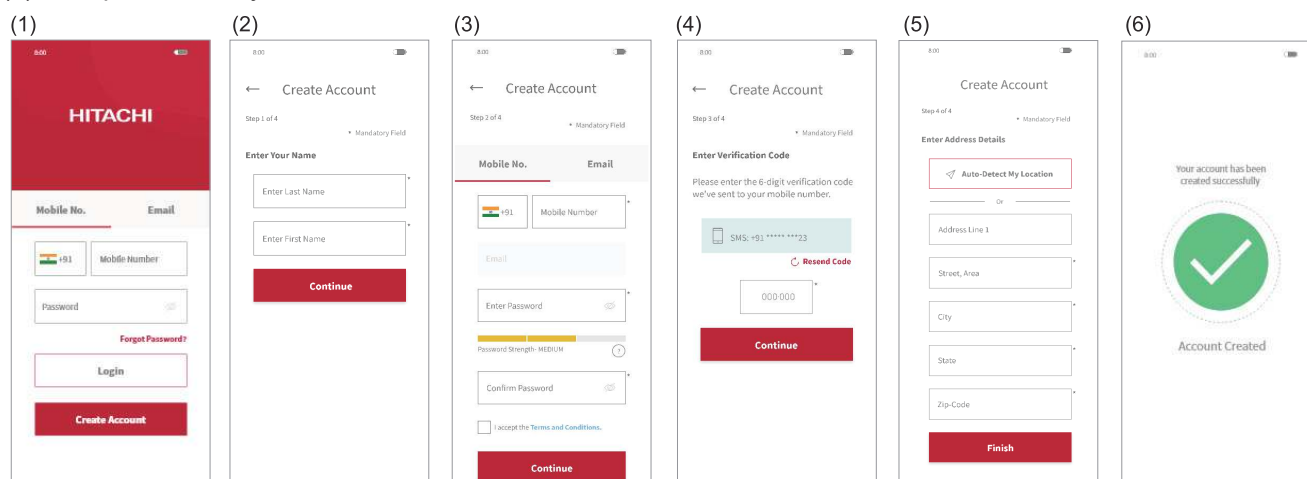 (1)
8:00
HITACHI
Mobile No. Email
+91 Mobile Number
Password
Forgot Password?
Login
Create Account
(2)
8:00
← Create Account
Step 1 of 4
* Mandatory Field
Enter Your Name
Enter Last Name *
Enter First Name *
Continue
(3)
8:00
← Create Account
Step 2 of 4
* Mandatory Field
Mobile No. Email
+91 Mobile Number *
Email
Enter Password *
Password Strength- MEDIUM ?
Confirm Password *
I accept the Terms and Conditions.
Continue
(4)
8:00
← Create Account
Step 3 of 4
* Mandatory Field
Enter Verification Code
Please enter the 6-digit verification code
we've sent to your mobile number.
SMS: +91 ***** ***23
Resend Code
000-000 *
Continue
(5)
8:00
Create Account
Step 4 of 4
* Mandatory Field
Enter Address Details
Auto-Detect My Location
Or
Address Line 1
Street, Area *
City *
State *
Zip-Code *
Finish
(6)
8:00
Your account has been
created successfully
Account Created